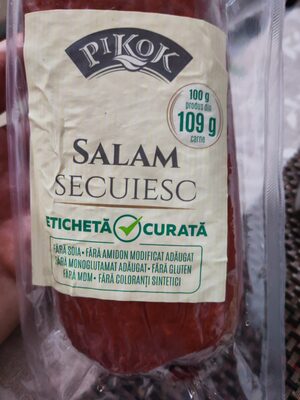 PIKOK
100 g
produs din
109 g
carne
SALAM
SECUIESC
ETICHETĂ CURATĂ
FĂRĂ SOIA • FĂRĂ AMIDON MODIFICAT ADĂUGAT
FĂRĂ MONOGLUTAMAT ADĂUGAT • FĂRĂ GLUTEN
FĂRĂ MDM • FĂRĂ COLORANȚI SINTETICI